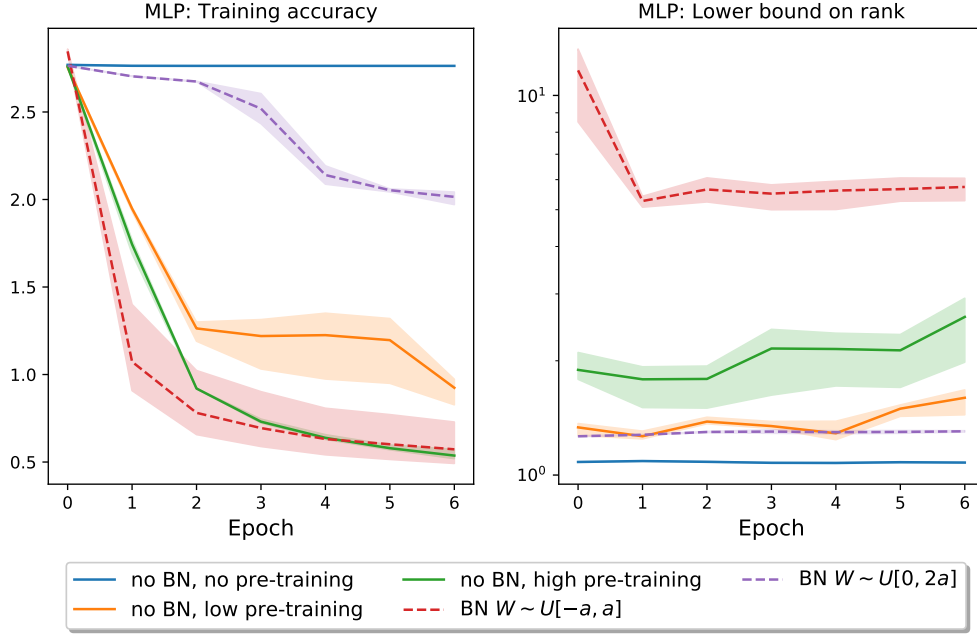 MLP: Training accuracy
MLP: Lower bound on rank
2.5
2.0
1.5
1.0
0.5
10¹
10⁰
0 1 2 3 4 5 6
0 1 2 3 4 5 6
Epoch
Epoch
no BN, no pre-training
no BN, low pre-training
no BN, high pre-training
BN W ~ U[−a, a]
BN W ~ U[0, 2a]